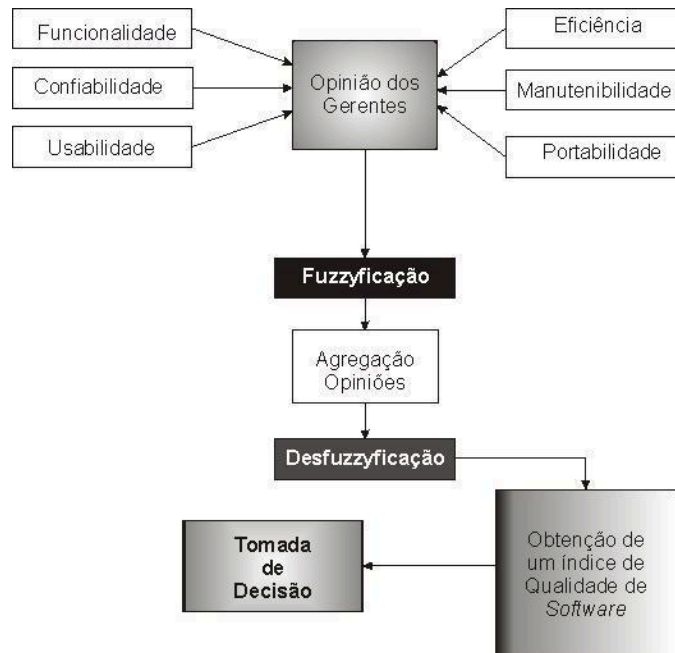 Funcionalidade
Confiabilidade
Usabilidade
Opinião dos
Gerentes
Eficiência
Manutenibilidade
Portabilidade
Fuzzyficação
Agregação
Opiniões
Desfuzzyficação
Obtenção de
um índice de
Qualidade de
Software
Tomada
de
Decisão